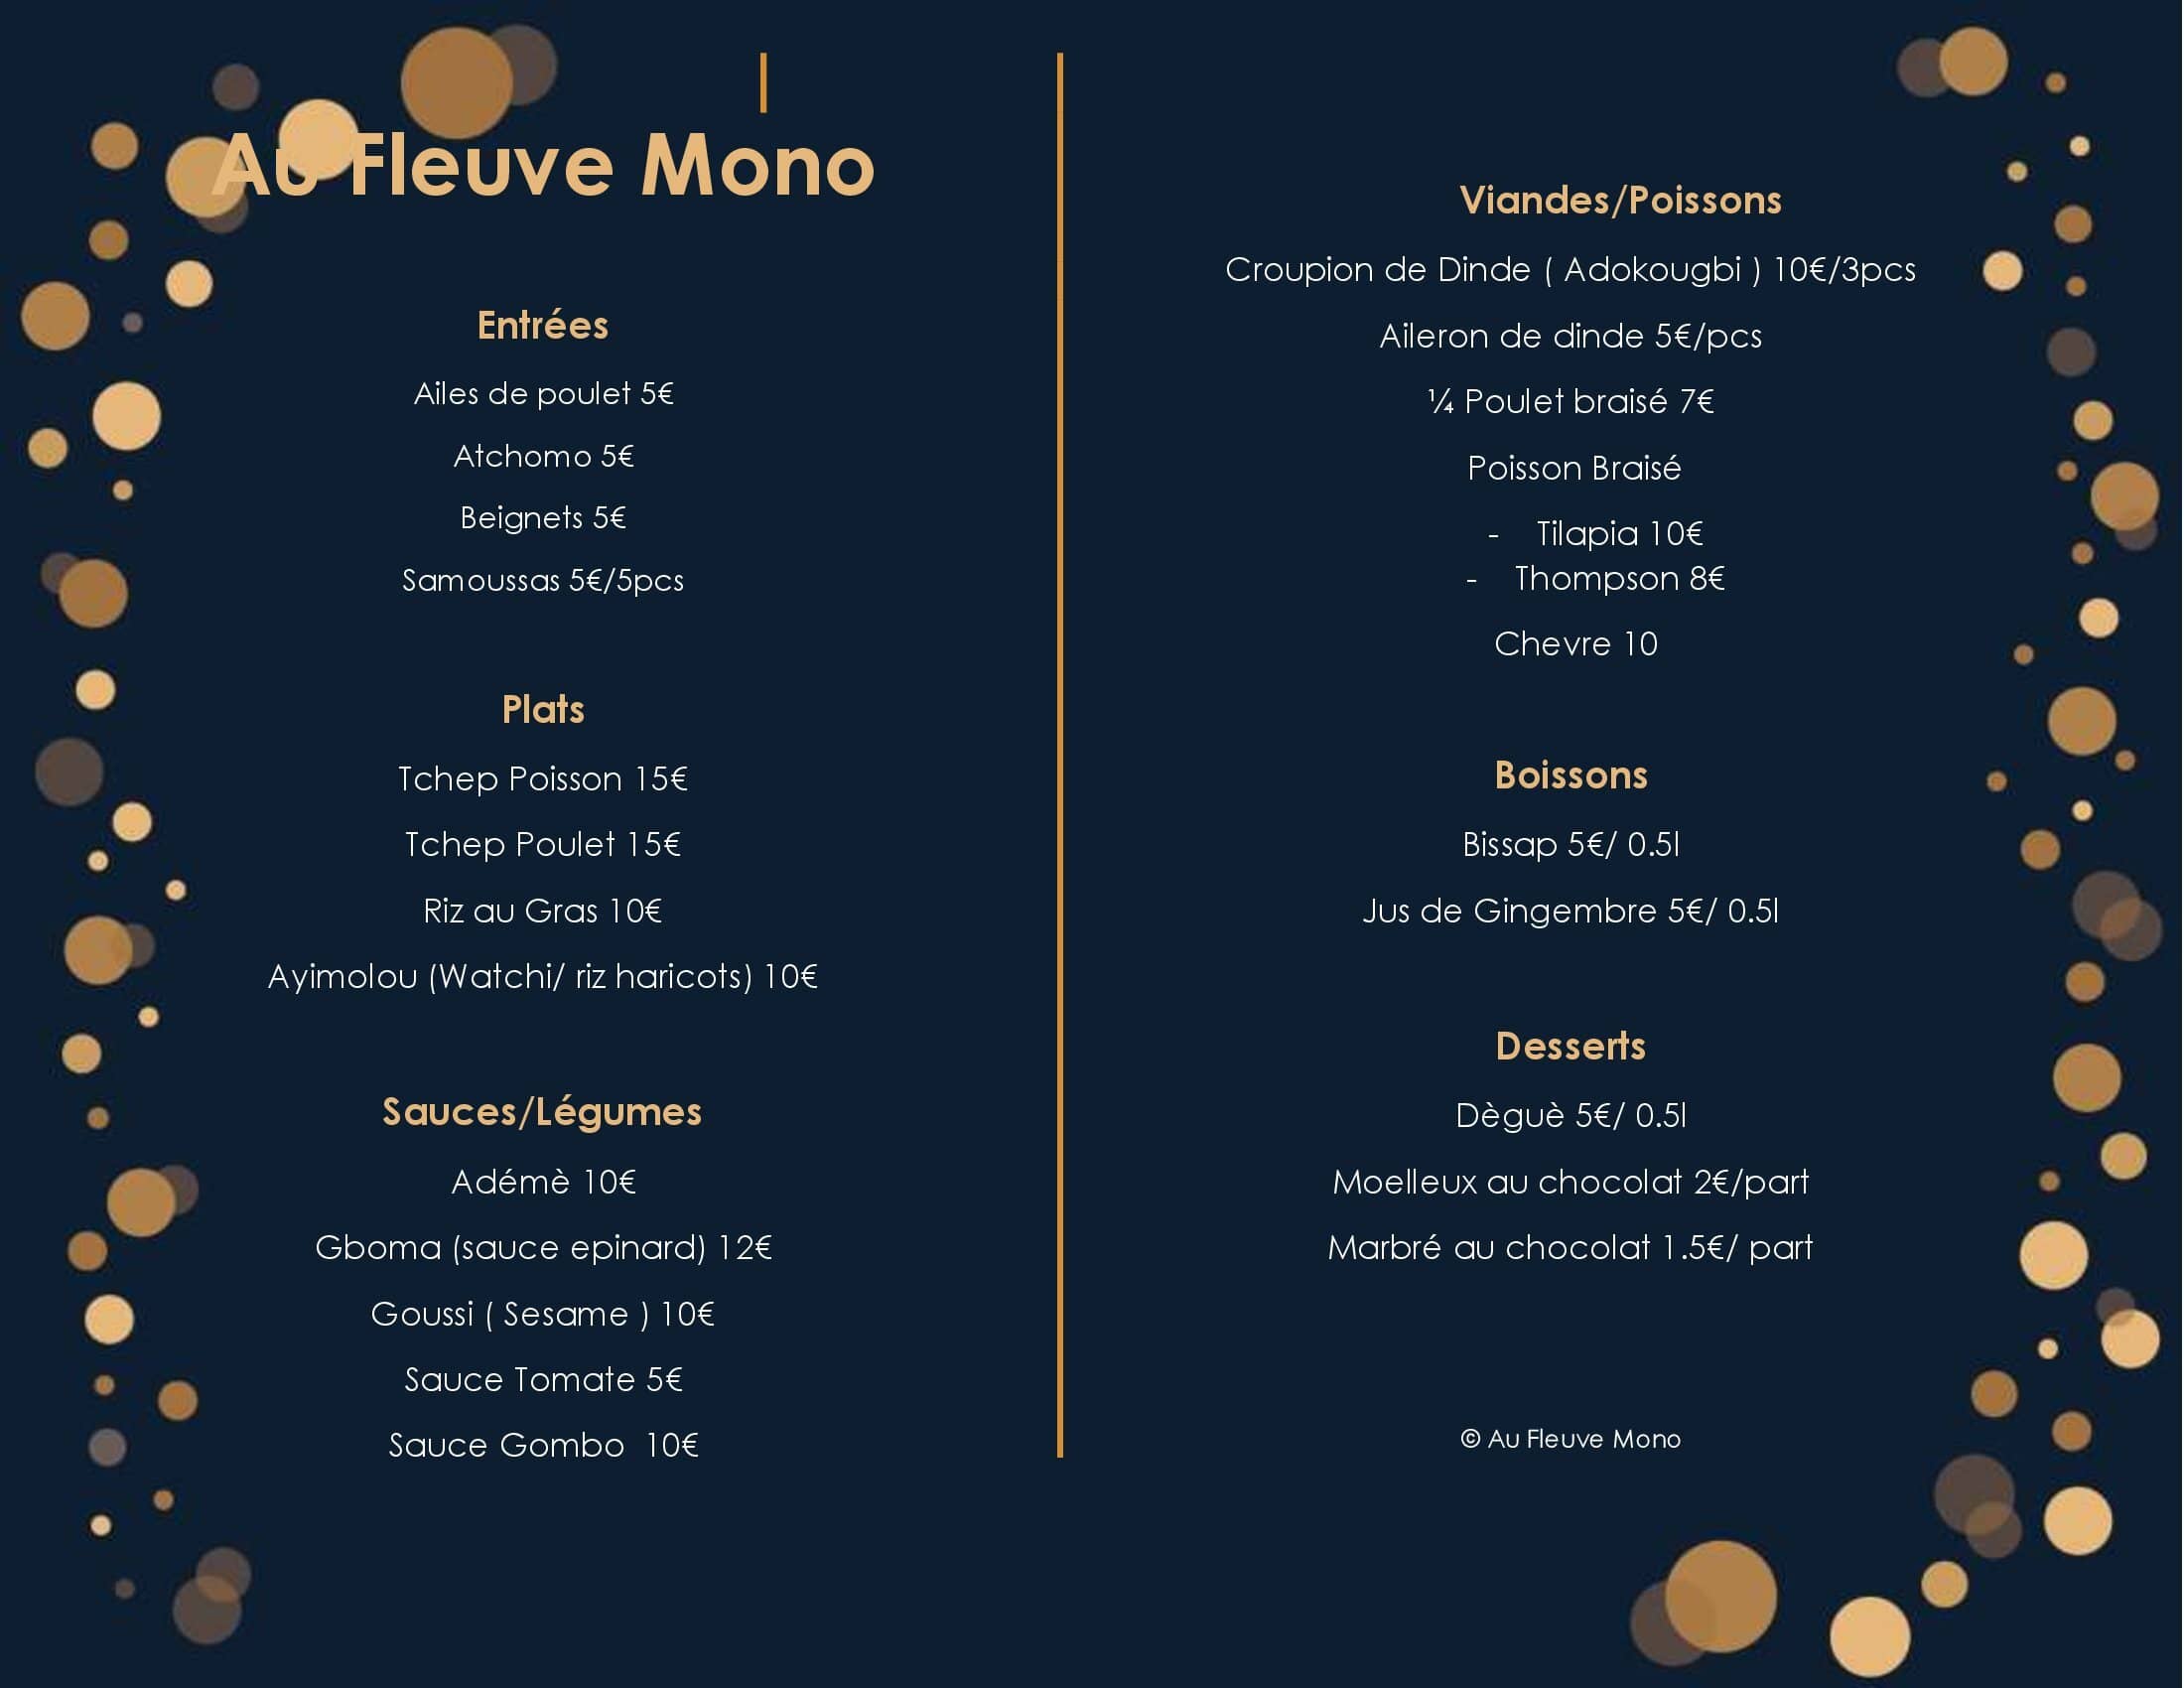 Au Fleuve Mono
Entrées
Ailes de poulet 5€
Atchomo 5€
Beignets 5€
Samoussas 5€/5pcs
Plats
Tchep Poisson 15€
Tchep Poulet 15€
Riz au Gras 10€
Ayimolou (Watchi/ riz haricots) 10€
Sauces/Légumes
Adémè 10€
Gboma (sauce epinard) 12€
Goussi ( Sesame ) 10€
Sauce Tomate 5€
Sauce Gombo  10€
Viandes/Poissons
Croupion de Dinde ( Adokougbi ) 10€/3pcs
Aileron de dinde 5€/pcs
¼ Poulet braisé 7€
Poisson Braisé
- Tilapia 10€
- Thompson 8€
Chevre 10
Boissons
Bissap 5€/ 0.5l
Jus de Gingembre 5€/ 0.5l
Desserts
Dèguè 5€/ 0.5l
Moelleux au chocolat 2€/part
Marbré au chocolat 1.5€/ part
© Au Fleuve Mono